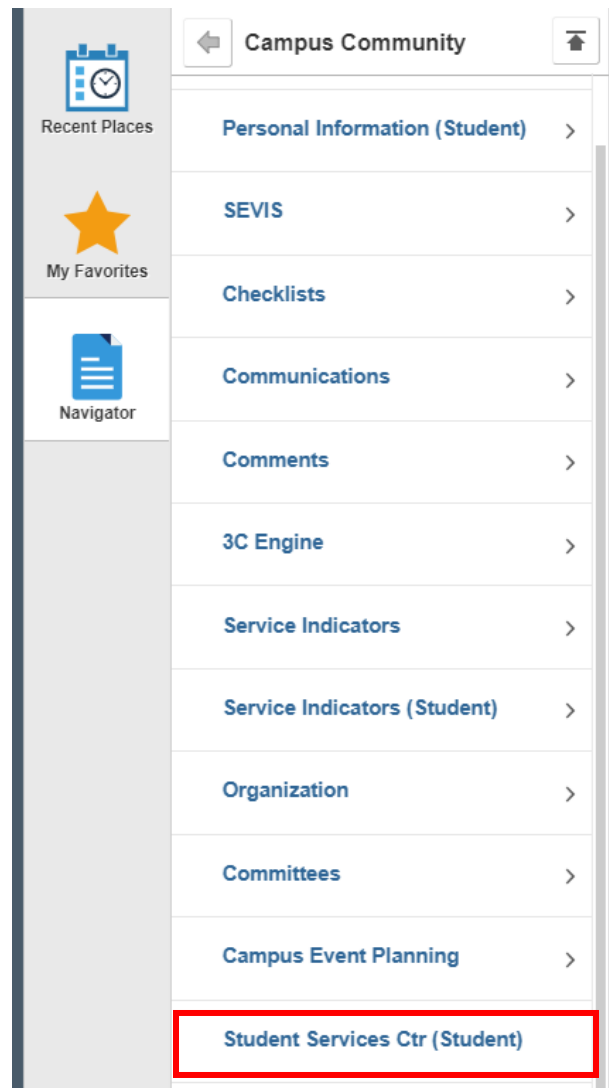 Campus Community
Recent Places
My Favorites
Navigator
Personal Information (Student)
SEVIS
Checklists
Communications
Comments
3C Engine
Service Indicators
Service Indicators (Student)
Organization
Committees
Campus Event Planning
Student Services Ctr (Student)